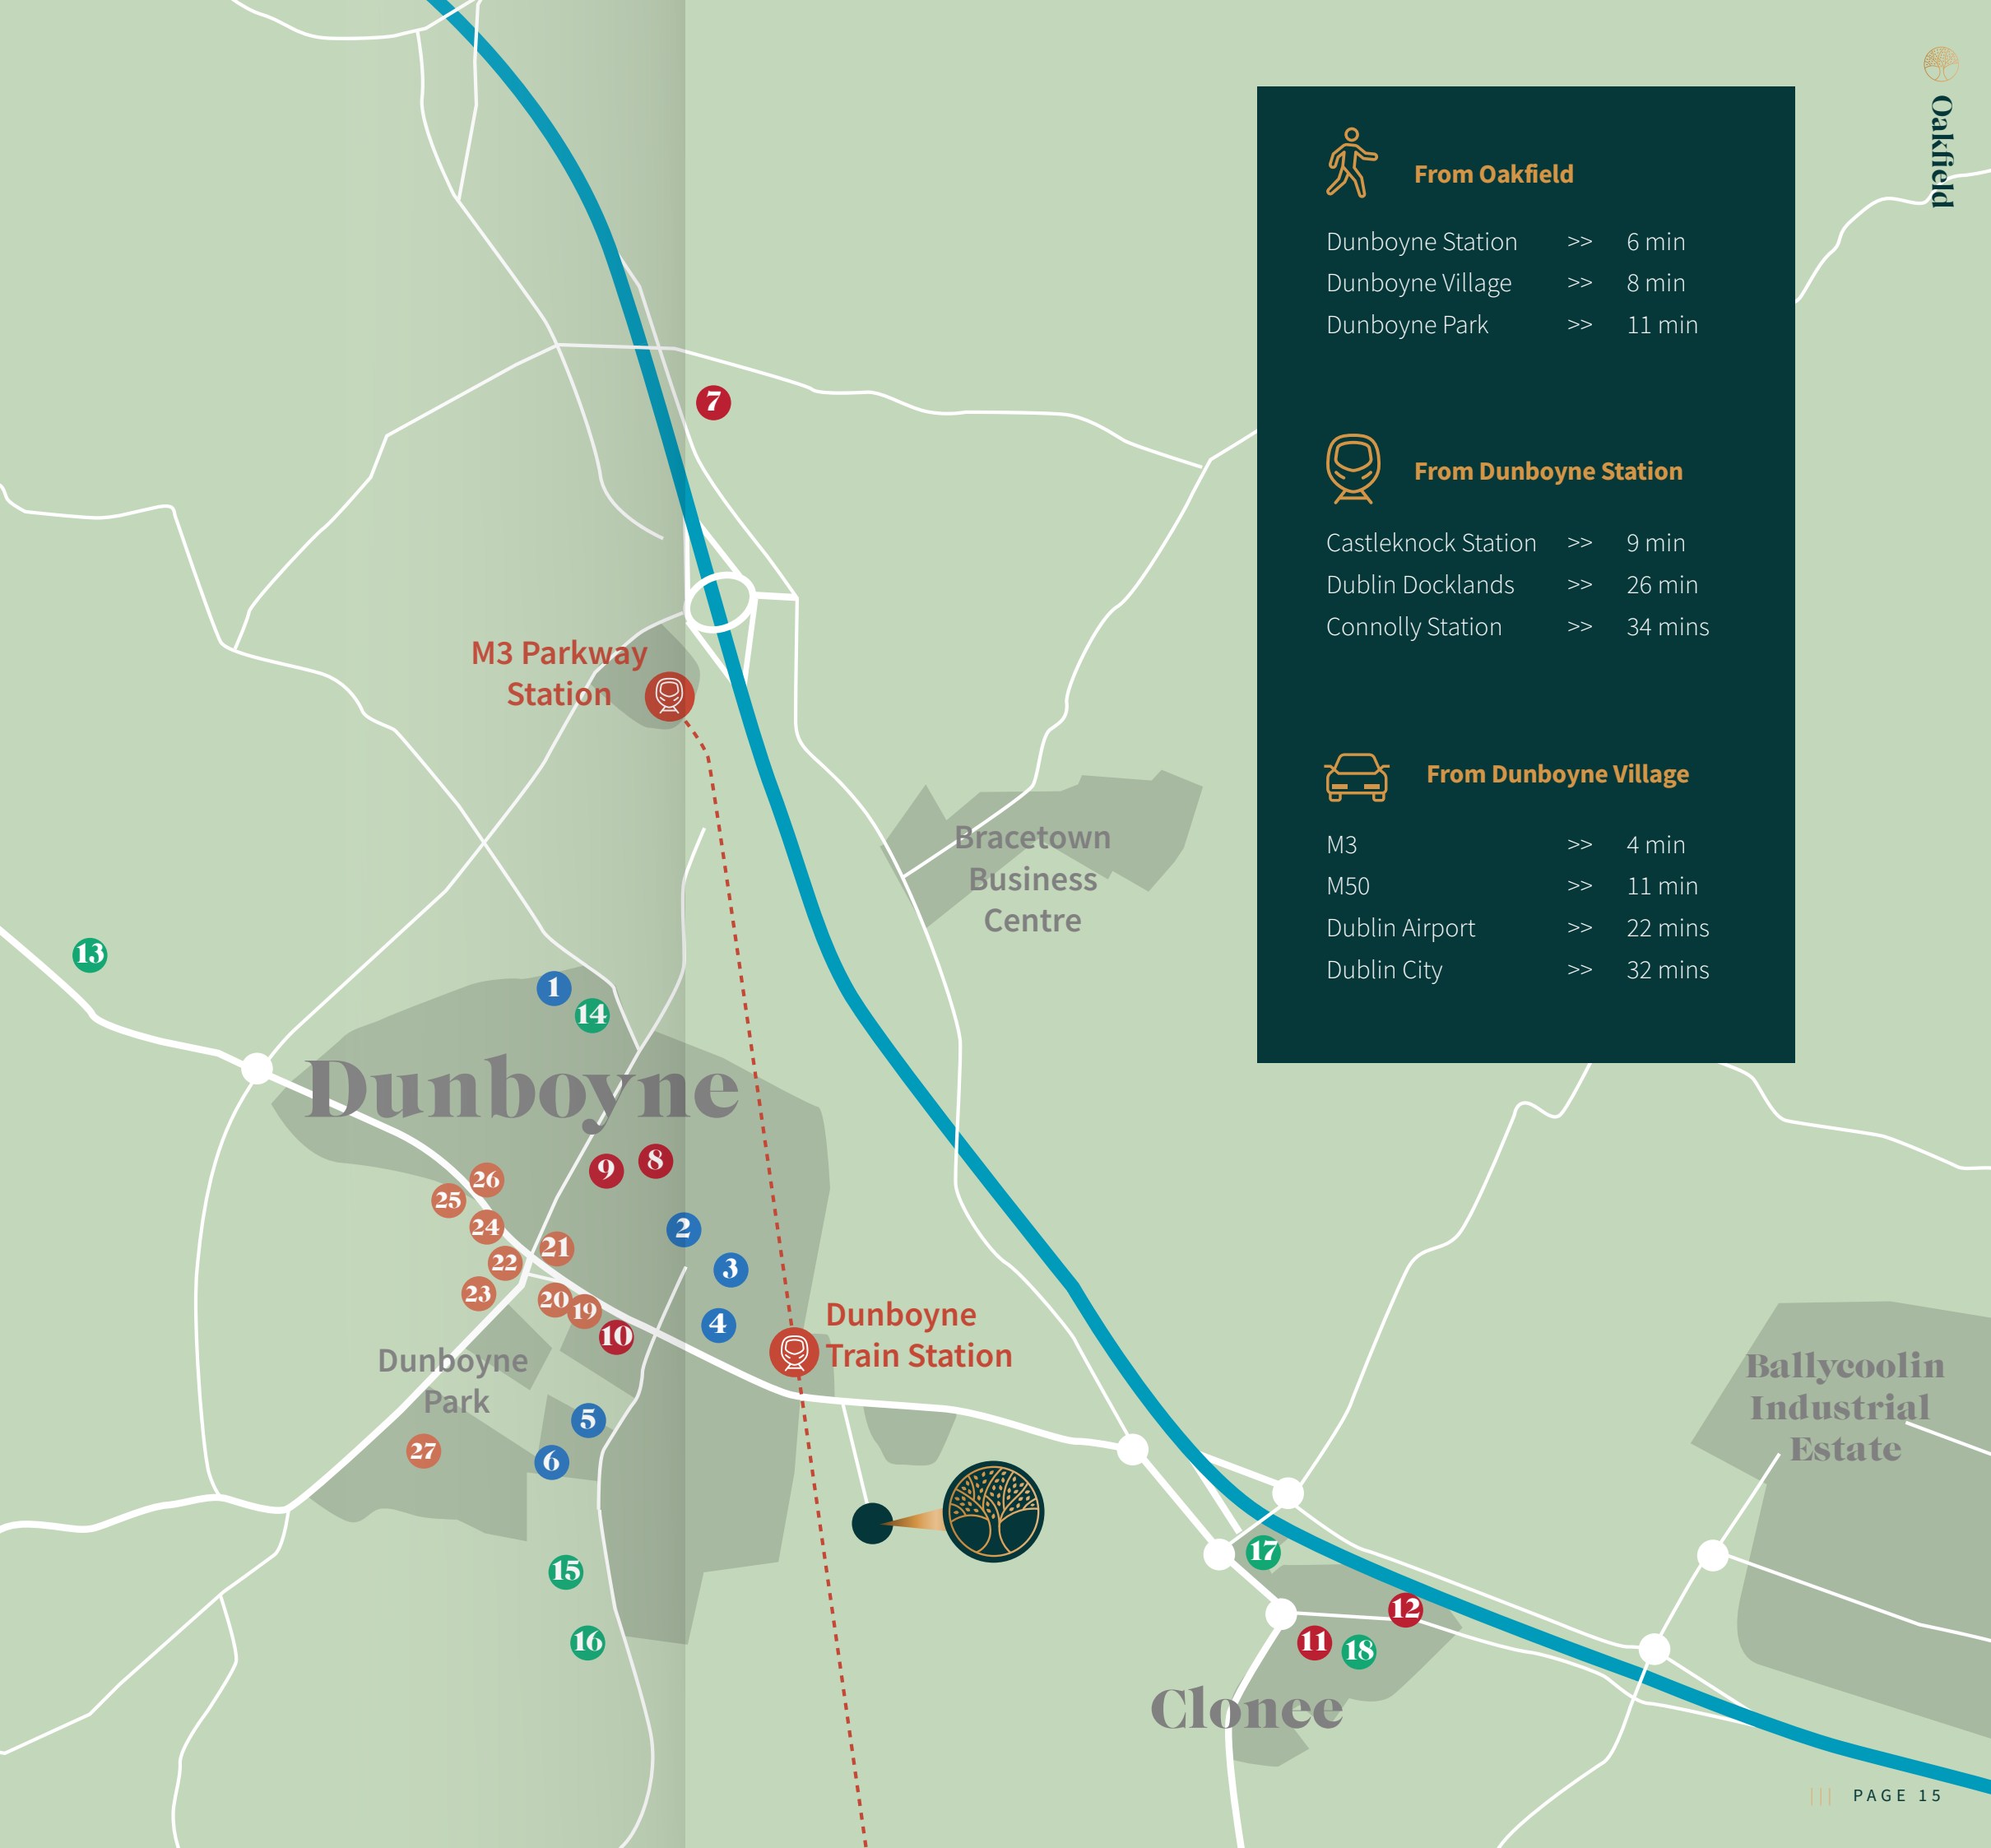 Oakfield
From Oakfield
Dunboyne Station >> 6 min
Dunboyne Village >> 8 min
Dunboyne Park >> 11 min
From Dunboyne Station
Castleknock Station >> 9 min
Dublin Docklands >> 26 min
Connolly Station >> 34 mins
From Dunboyne Village
M3 >> 4 min
M50 >> 11 min
Dublin Airport >> 22 mins
Dublin City >> 32 mins
7
M3 Parkway
Station
Bracetown
Business
Centre
13
1
14
Dunboyne
9
8
26
25
24
2
21
22
3
23
20
19
4
10
Dunboyne
Train Station
Dunboyne
Park
5
27
6
Ballycoolin
Industrial
Estate
15
16
17
12
11
18
Clonee
||| PAGE 15